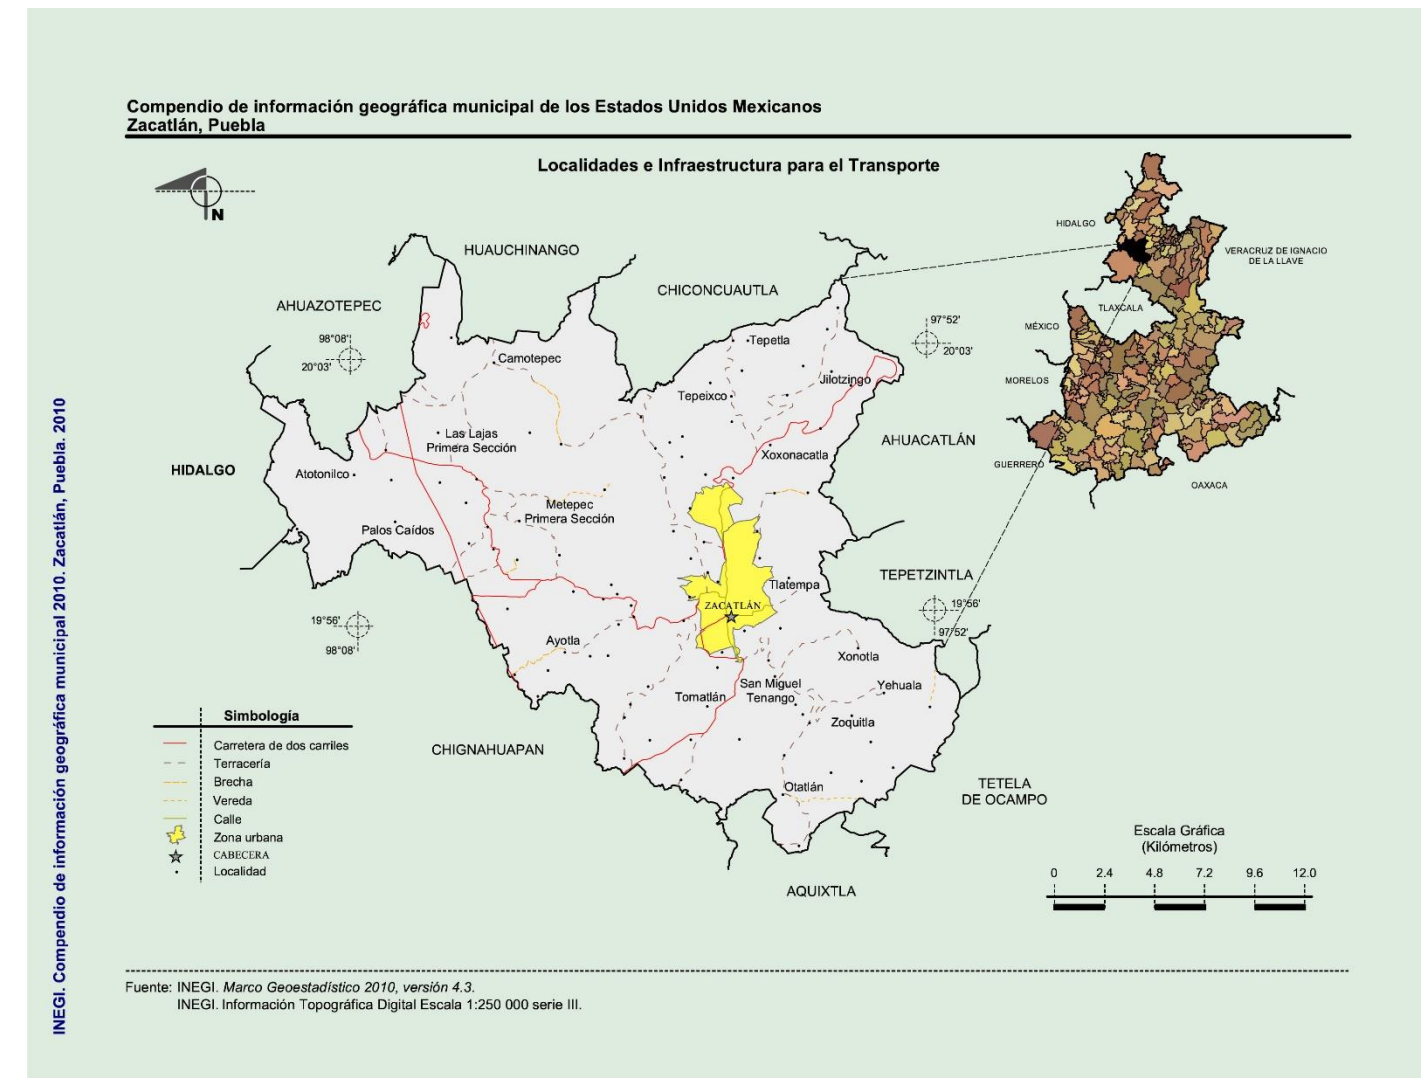 Compendio de información geográfica municipal de los Estados Unidos Mexicanos
Zacatlán, Puebla
Localidades e Infraestructura para el Transporte
N
HUAUCHINANGO
AHUAZOTEPEC
CHICONCUAUTLA
HIDALGO
VERACRUZ DE IGNACIO
DE LA LLAVE
TLAXCALA
MÉXICO
MORELOS
GUERRERO
OAXACA
98°08'
20°03'
97°52'
20°03'
Camotepec
Tepetla
Jilotzingo
Tepeixco
Las Lajas
Primera Sección
AHUACATLÁN
Xoxonacatla
HIDALGO
Atotonilco
Metepec
Primera Sección
Palos Caídos
TEPETZINTLA
Tlatempa
ZACATLÁN
19°56'
98°08'
19°56'
97°52'
Ayotla
Xonotla
San Miguel
Tenango
Yehuala
Tomatlán
Zoquitla
CHIGNAHUAPAN
Otatlán
TETELA
DE OCAMPO
AQUIXTLA
Simbología
Carretera de dos carriles
Terracería
Brecha
Vereda
Calle
Zona urbana
CABECERA
Localidad
Escala Gráfica
(Kilómetros)
0 2.4 4.8 7.2 9.6 12.0
Fuente: INEGI. Marco Geoestadístico 2010, versión 4.3.
INEGI. Información Topográfica Digital Escala 1:250 000 serie III.
INEGI. Compendio de información geográfica municipal 2010. Zacatlán, Puebla. 2010